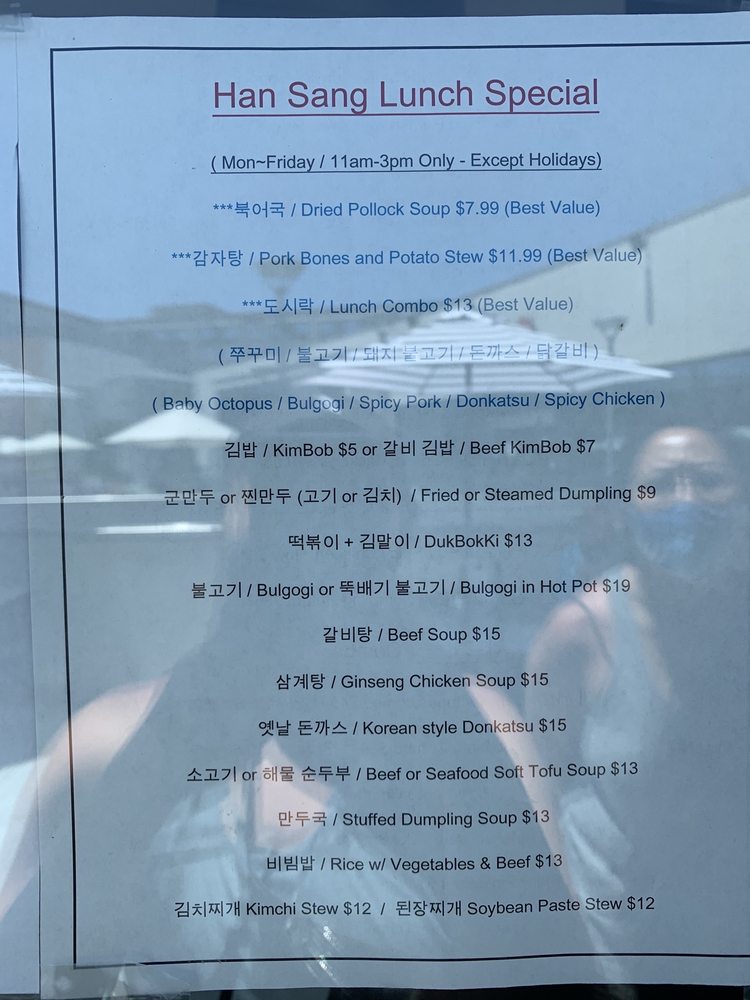 Han Sang Lunch Special
( Mon~Friday / 11am-3pm Only - Except Holidays)
***북어국 / Dried Pollock Soup $7.99 (Best Value)
***감자탕 / Pork Bones and Potato Stew $11.99 (Best Value)
***도시락 / Lunch Combo $13 (Best Value)
( 쭈꾸미 / 불고기 / 돼지 불고기 / 돈까스 / 닭갈비 )
( Baby Octopus / Bulgogi / Spicy Pork / Donkatsu / Spicy Chicken )
김밥 / KimBob $5 or 갈비 김밥 / Beef KimBob $7
군만두 or 찐만두 (고기 or 김치) / Fried or Steamed Dumpling $9
떡볶이 + 김말이 / DukBokKi $13
불고기 / Bulgogi or 뚝배기 불고기 / Bulgogi in Hot Pot $19
갈비탕 / Beef Soup $15
삼계탕 / Ginseng Chicken Soup $15
옛날 돈까스 / Korean style Donkatsu $15
소고기 or 해물 순두부 / Beef or Seafood Soft Tofu Soup $13
만두국 / Stuffed Dumpling Soup $13
비빔밥 / Rice w/ Vegetables & Beef $13
김치찌개 Kimchi Stew $12 / 된장찌개 Soybean Paste Stew $12